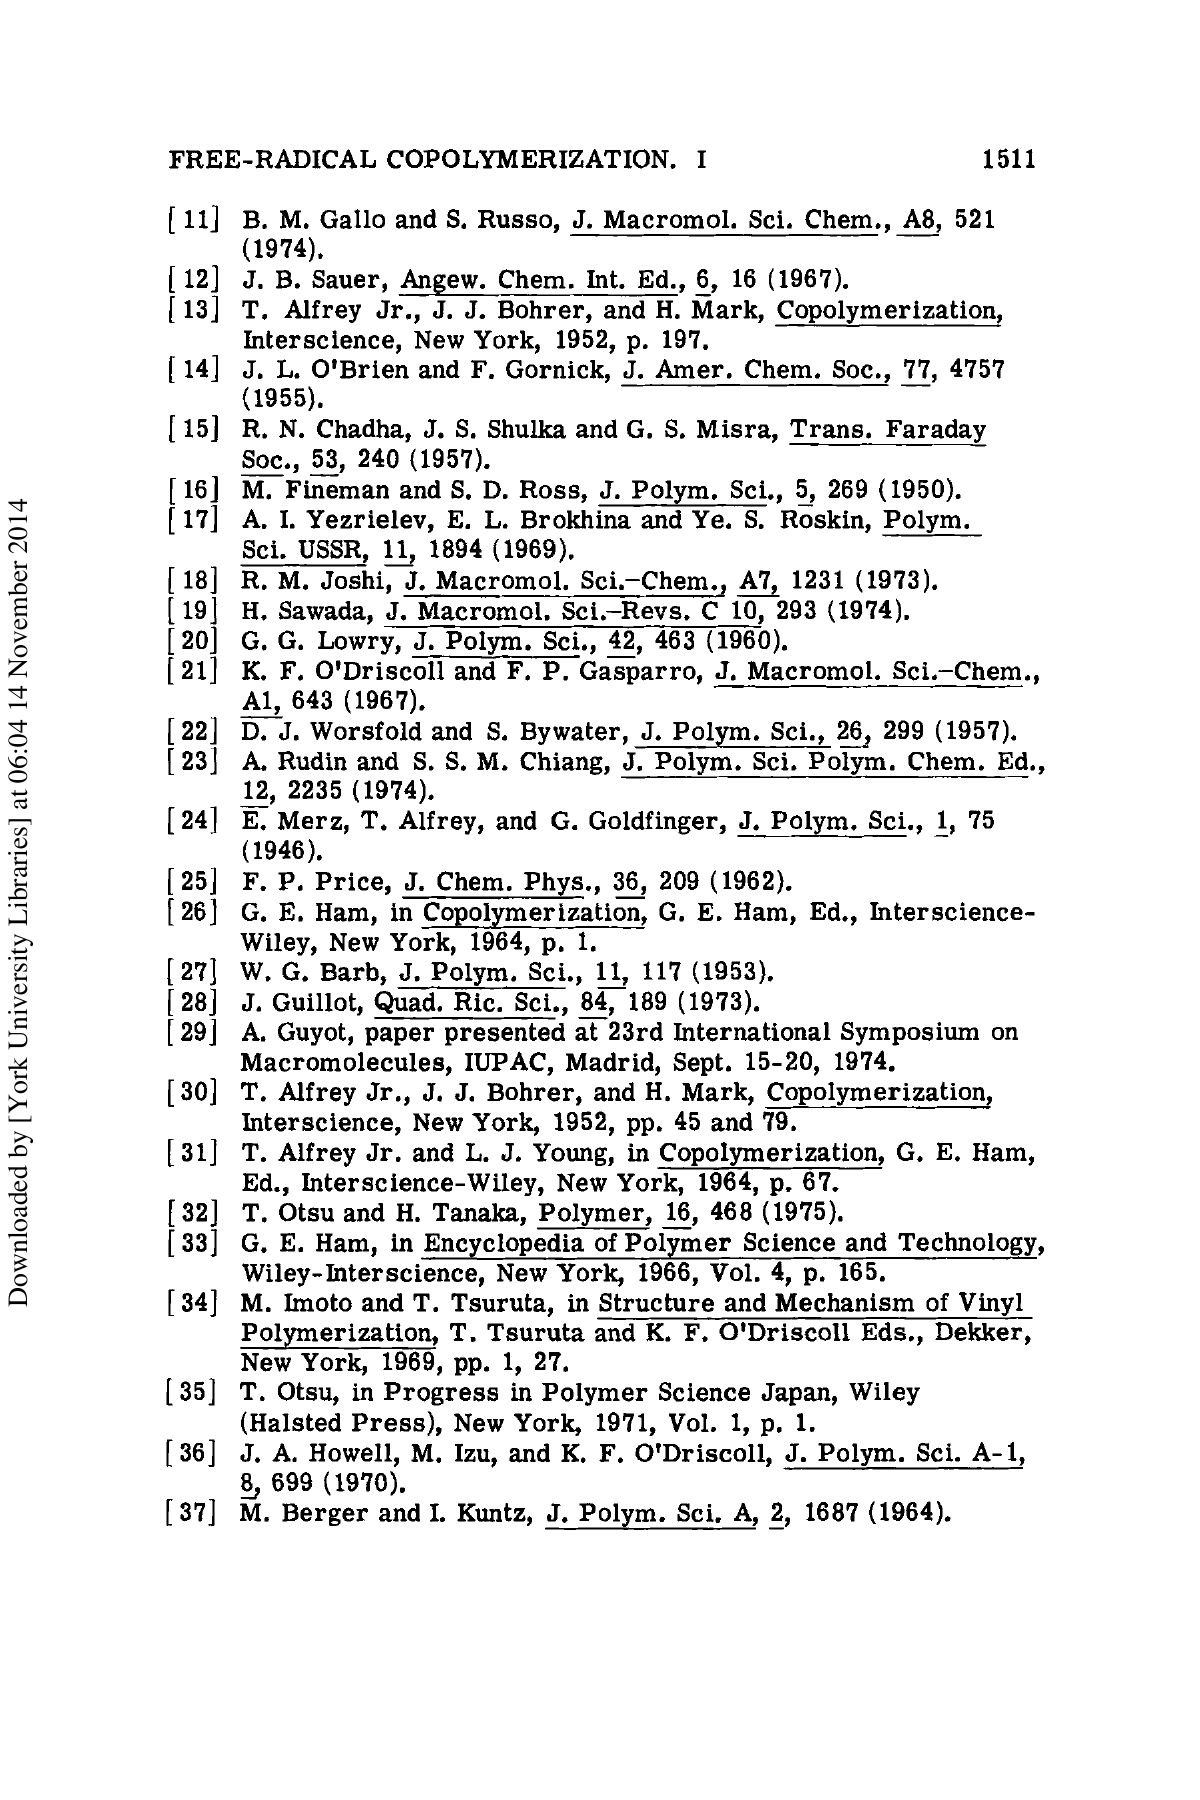 FREE-RADICAL COPOLYMERIZATION. I 1511
[11] B. M. Gallo and S. Russo, J. Macromol. Sci. Chem., A8, 521
(1974).
[12] J. B. Sauer, Angew. Chem. Int. Ed., 6, 16 (1967).
[13] T. Alfrey Jr., J. J. Bohrer, and H. Mark, Copolymerization,
Interscience, New York, 1952, p. 197.
[14] J. L. O'Brien and F. Gornick, J. Amer. Chem. Soc., 77, 4757
(1955).
[15] R. N. Chadha, J. S. Shulka and G. S. Misra, Trans. Faraday
Soc., 53, 240 (1957).
[16] M. Fineman and S. D. Ross, J. Polym. Sci., 5, 269 (1950).
[17] A. I. Yezrielev, E. L. Brokhina and Ye. S. Roskin, Polym.
Sci. USSR, 11, 1894 (1969).
[18] R. M. Joshi, J. Macromol. Sci.-Chem., A7, 1231 (1973).
[19] H. Sawada, J. Macromol. Sci.-Revs. C 10, 293 (1974).
[20] G. G. Lowry, J. Polym. Sci., 42, 463 (1960).
[21] K. F. O'Driscoll and F. P. Gasparro, J. Macromol. Sci.-Chem.,
A1, 643 (1967).
[22] D. J. Worsfold and S. Bywater, J. Polym. Sci., 26, 299 (1957).
[23] A. Rudin and S. S. M. Chiang, J. Polym. Sci. Polym. Chem. Ed.,
12, 2235 (1974).
[24] E. Merz, T. Alfrey, and G. Goldfinger, J. Polym. Sci., 1, 75
(1946).
[25] F. P. Price, J. Chem. Phys., 36, 209 (1962).
[26] G. E. Ham, in Copolymerization, G. E. Ham, Ed., Interscience-
Wiley, New York, 1964, p. 1.
[27] W. G. Barb, J. Polym. Sci., 11, 117 (1953).
[28] J. Guillot, Quad. Ric. Sci., 84, 189 (1973).
[29] A. Guyot, paper presented at 23rd International Symposium on
Macromolecules, IUPAC, Madrid, Sept. 15-20, 1974.
[30] T. Alfrey Jr., J. J. Bohrer, and H. Mark, Copolymerization,
Interscience, New York, 1952, pp. 45 and 79.
[31] T. Alfrey Jr. and L. J. Young, in Copolymerization, G. E. Ham,
Ed., Interscience-Wiley, New York, 1964, p. 67.
[32] T. Otsu and H. Tanaka, Polymer, 16, 468 (1975).
[33] G. E. Ham, in Encyclopedia of Polymer Science and Technology,
Wiley-Interscience, New York, 1966, Vol. 4, p. 165.
[34] M. Imoto and T. Tsuruta, in Structure and Mechanism of Vinyl
Polymerization, T. Tsuruta and K. F. O'Driscoll Eds., Dekker,
New York, 1969, pp. 1, 27.
[35] T. Otsu, in Progress in Polymer Science Japan, Wiley
(Halsted Press), New York, 1971, Vol. 1, p. 1.
[36] J. A. Howell, M. Izu, and K. F. O'Driscoll, J. Polym. Sci. A-1,
8, 699 (1970).
[37] M. Berger and I. Kuntz, J. Polym. Sci. A, 2, 1687 (1964).
Downloaded by [York University Libraries] at 06:04 14 November 2014